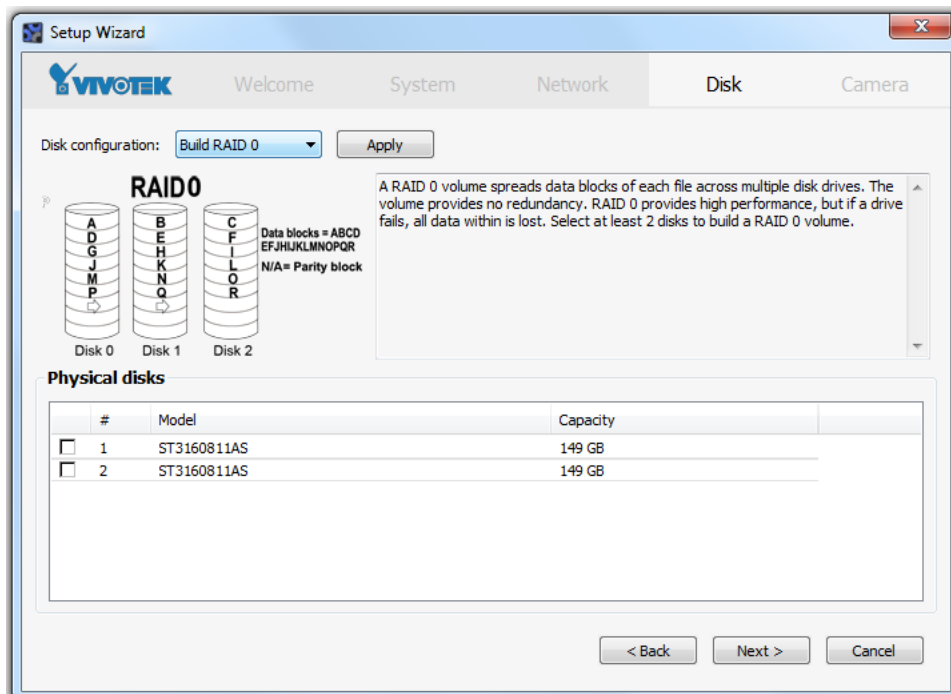 Setup Wizard
VIVOTEK Welcome System Network Disk Camera
Disk configuration: Build RAID 0 Apply
RAID0
A D G J M P
B E H K N Q
C F I L O R
Data blocks = ABCD
EFJHIJKLMNOPQR
N/A= Parity block
Disk 0 Disk 1 Disk 2
A RAID 0 volume spreads data blocks of each file across multiple disk drives. The
volume provides no redundancy. RAID 0 provides high performance, but if a drive
fails, all data within is lost. Select at least 2 disks to build a RAID 0 volume.
Physical disks
# Model Capacity
1 ST3160811AS 149 GB
2 ST3160811AS 149 GB
< Back Next > Cancel